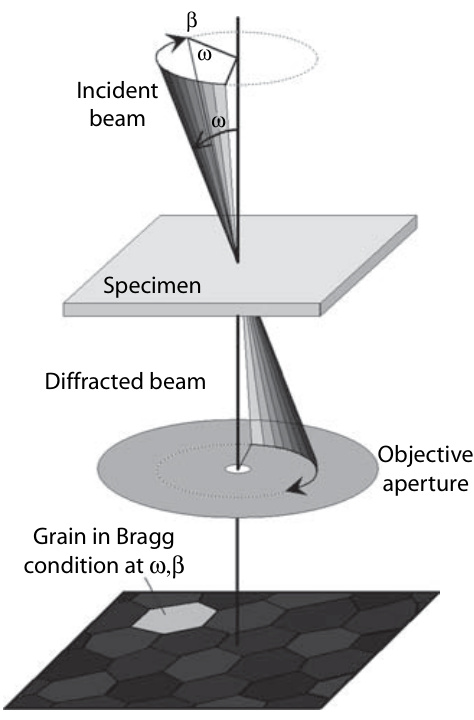 β
ω
Incident
beam
ω
Specimen
Diffracted beam
Objective
aperture
Grain in Bragg
condition at ω,β